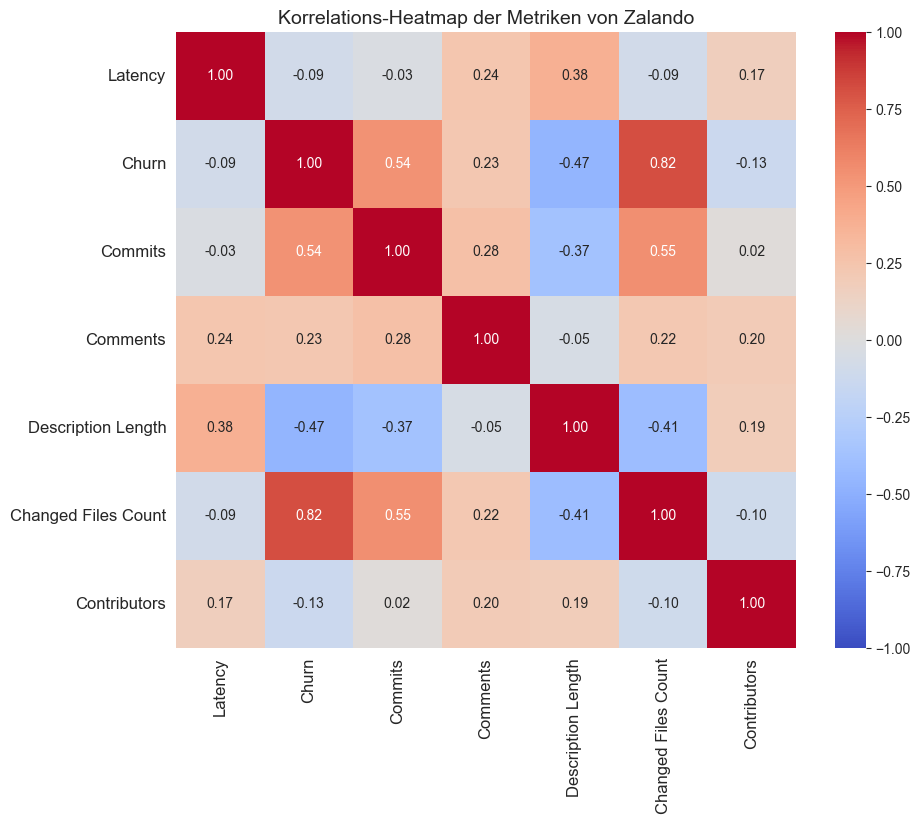 Korrelations-Heatmap der Metriken von Zalando
Latency 1.00 -0.09 -0.03 0.24 0.38 -0.09 0.17
Churn -0.09 1.00 0.54 0.23 -0.47 0.82 -0.13
Commits -0.03 0.54 1.00 0.28 -0.37 0.55 0.02
Comments 0.24 0.23 0.28 1.00 -0.05 0.22 0.20
Description Length 0.38 -0.47 -0.37 -0.05 1.00 -0.41 0.19
Changed Files Count -0.09 0.82 0.55 0.22 -0.41 1.00 -0.10
Contributors 0.17 -0.13 0.02 0.20 0.19 -0.10 1.00
Latency
Churn
Commits
Comments
Description Length
Changed Files Count
Contributors
1.00
0.75
0.50
0.25
0.00
−0.25
−0.50
−0.75
−1.00